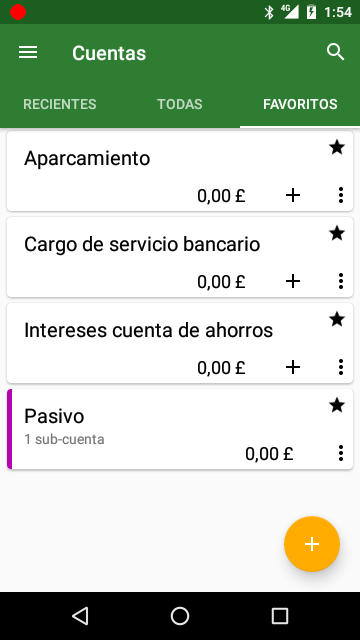 4G 1:54
Cuentas
RECIENTES TODAS FAVORITOS
Aparcamiento
0,00 £
Cargo de servicio bancario
0,00 £
Intereses cuenta de ahorros
0,00 £
Pasivo
1 sub-cuenta
0,00 £